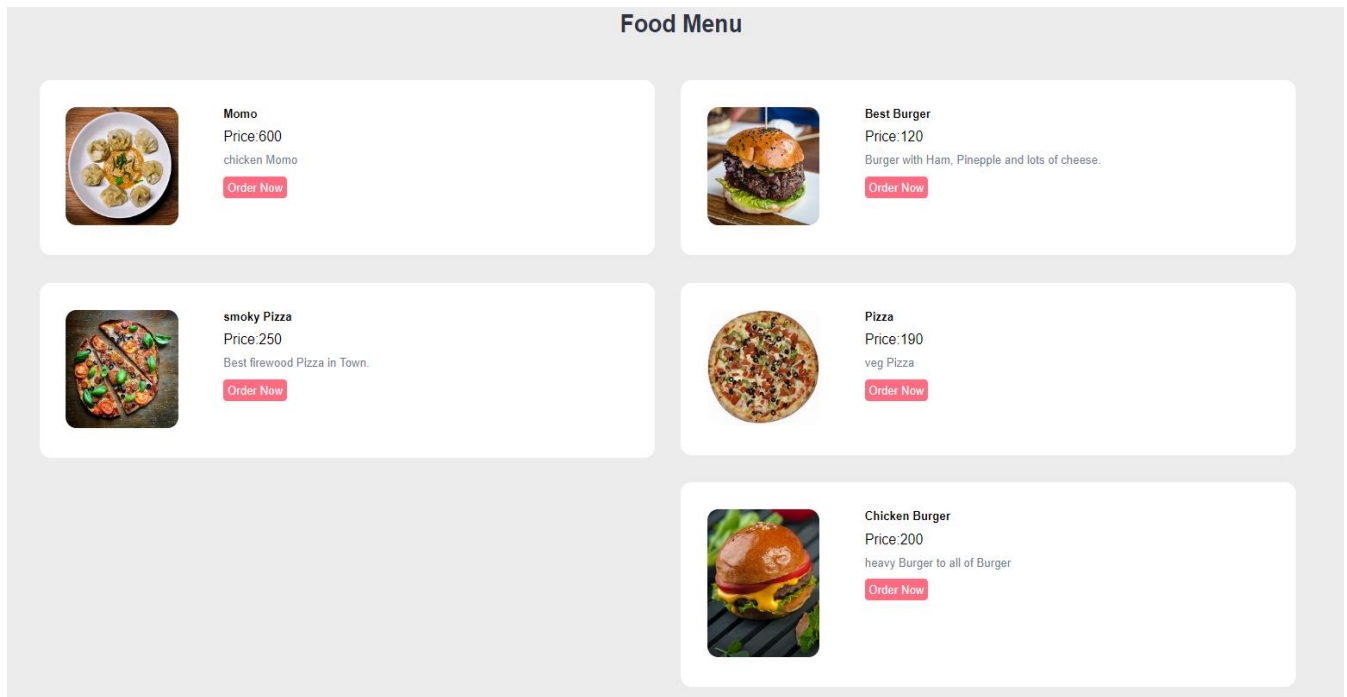 Food Menu
Momo
Price:600
chicken Momo
Order Now
Best Burger
Price:120
Burger with Ham, Pinepple and lots of cheese.
Order Now
smoky Pizza
Price:250
Best firewood Pizza in Town.
Order Now
Pizza
Price:190
veg Pizza
Order Now
Chicken Burger
Price:200
heavy Burger to all of Burger
Order Now